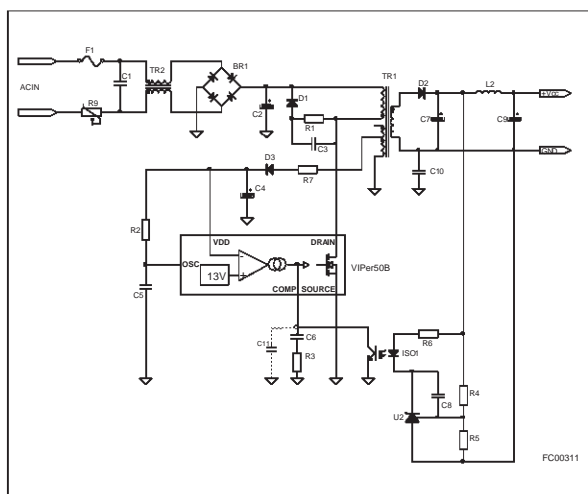 F1
BR1
TR2
TR1
D2
L2
C1
D1
+Vcc
ACIN
R9
C2
R1
C7
C9
C3
GND
D3
C10
C4
R7
R2
VDD
DRAIN
OSC
-
13V
+
VIPer50B
COMP
SOURCE
C5
C6
R6
C11
R3
ISO1
C8
R4
U2
R5
FC00311